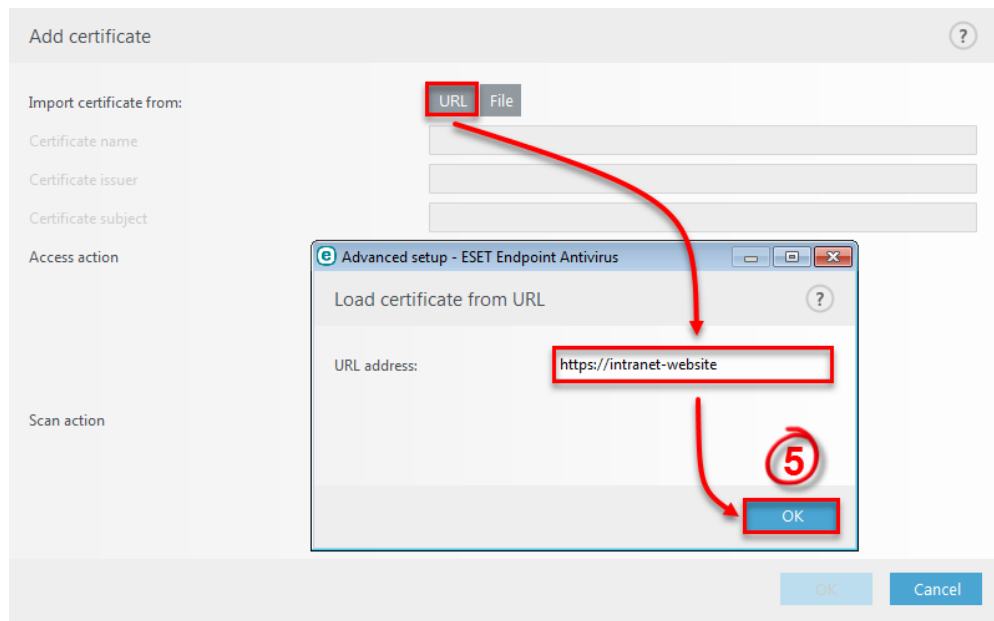 Add certificate ?
Import certificate from: URL File
Certificate name
Certificate issuer
Certificate subject
Access action
e Advanced setup - ESET Endpoint Antivirus
Load certificate from URL ?
URL address: https://intranet-website
Scan action
5
OK
OK Cancel